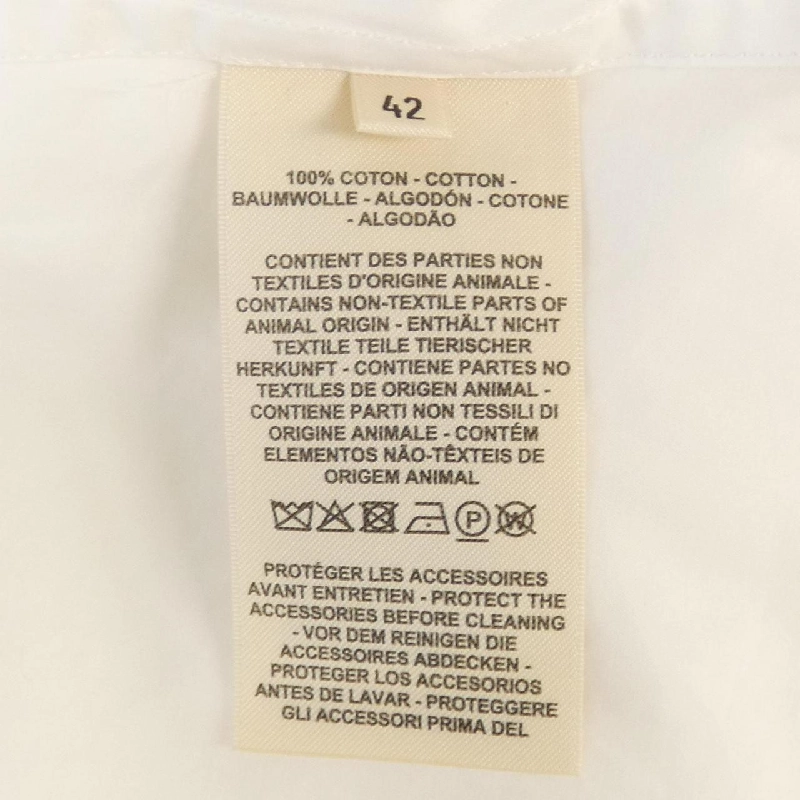 42
100% COTON - COTTON -
BAUMWOLLE - ALGODÓN - COTONE
- ALGODÃO
CONTIENT DES PARTIES NON
TEXTILES D'ORIGINE ANIMALE -
CONTAINS NON-TEXTILE PARTS OF
ANIMAL ORIGIN - ENTHÄLT NICHT
TEXTILE TEILE TIERISCHER
HERKUNFT - CONTIENE PARTES NO
TEXTILES DE ORIGEN ANIMAL -
CONTIENE PARTI NON TESSILI DI
ORIGINE ANIMALE - CONTÉM
ELEMENTOS NÃO-TÊXTEIS DE
ORIGEM ANIMAL
P W
PROTÉGER LES ACCESSOIRES
AVANT ENTRETIEN - PROTECT THE
ACCESSORIES BEFORE CLEANING
- VOR DEM REINIGEN DIE
ACCESSOIRES ABDECKEN -
PROTEGER LOS ACCESORIOS
ANTES DE LAVAR - PROTEGGERE
GLI ACCESSORI PRIMA DEL